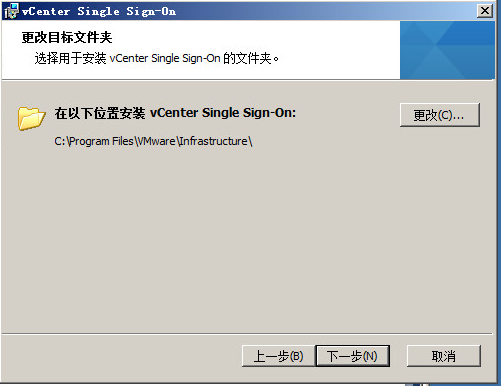 vCenter Single Sign-On
更改目标文件夹
选择用于安装 vCenter Single Sign-On 的文件夹。
在以下位置安装 vCenter Single Sign-On:
更改(C)...
C:\Program Files\VMware\Infrastructure\
上一步(B) 下一步(N) 取消